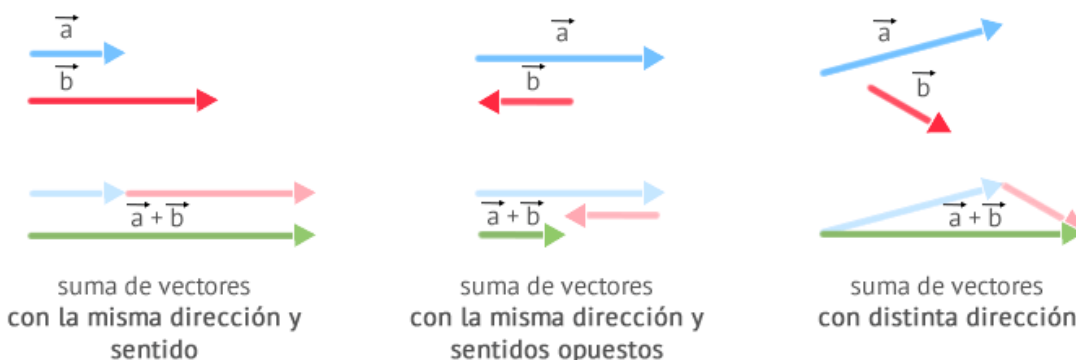 a
b
a + b
suma de vectores
con la misma dirección y
sentido
a
b
a + b
suma de vectores
con la misma dirección y
sentidos opuestos
a
b
a + b
suma de vectores
con distinta dirección